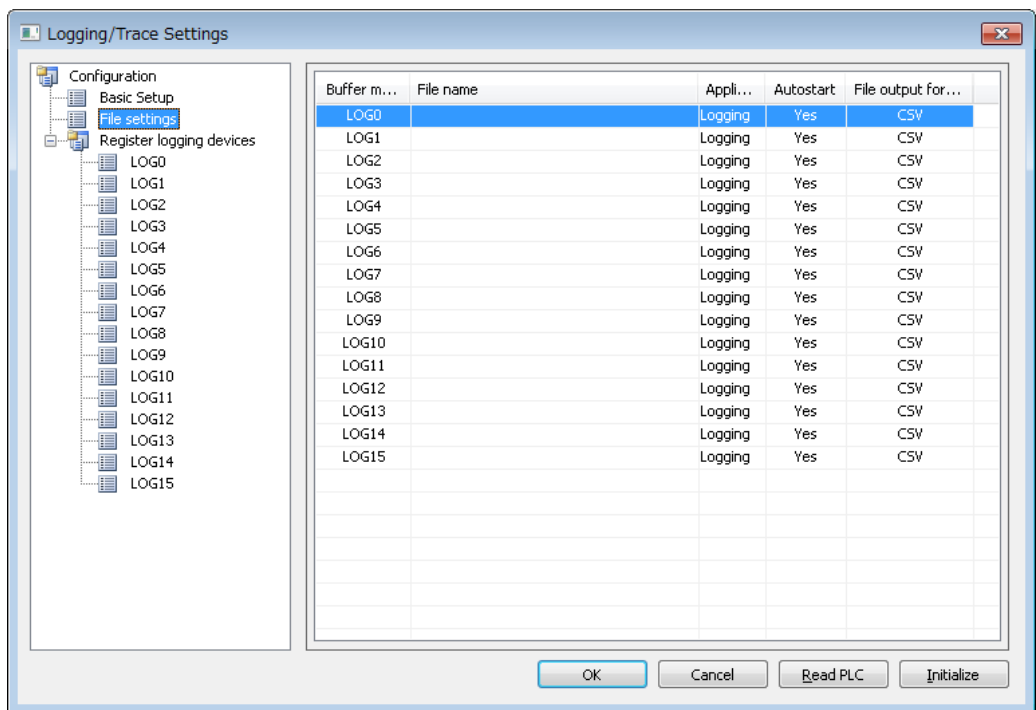 Logging/Trace Settings
Configuration
Basic Setup
File settings
Register logging devices
LOG0
LOG1
LOG2
LOG3
LOG4
LOG5
LOG6
LOG7
LOG8
LOG9
LOG10
LOG11
LOG12
LOG13
LOG14
LOG15
Buffer m... File name Appli... Autostart File output for...
LOG0 Logging Yes CSV
LOG1 Logging Yes CSV
LOG2 Logging Yes CSV
LOG3 Logging Yes CSV
LOG4 Logging Yes CSV
LOG5 Logging Yes CSV
LOG6 Logging Yes CSV
LOG7 Logging Yes CSV
LOG8 Logging Yes CSV
LOG9 Logging Yes CSV
LOG10 Logging Yes CSV
LOG11 Logging Yes CSV
LOG12 Logging Yes CSV
LOG13 Logging Yes CSV
LOG14 Logging Yes CSV
LOG15 Logging Yes CSV
OK Cancel Read PLC Initialize